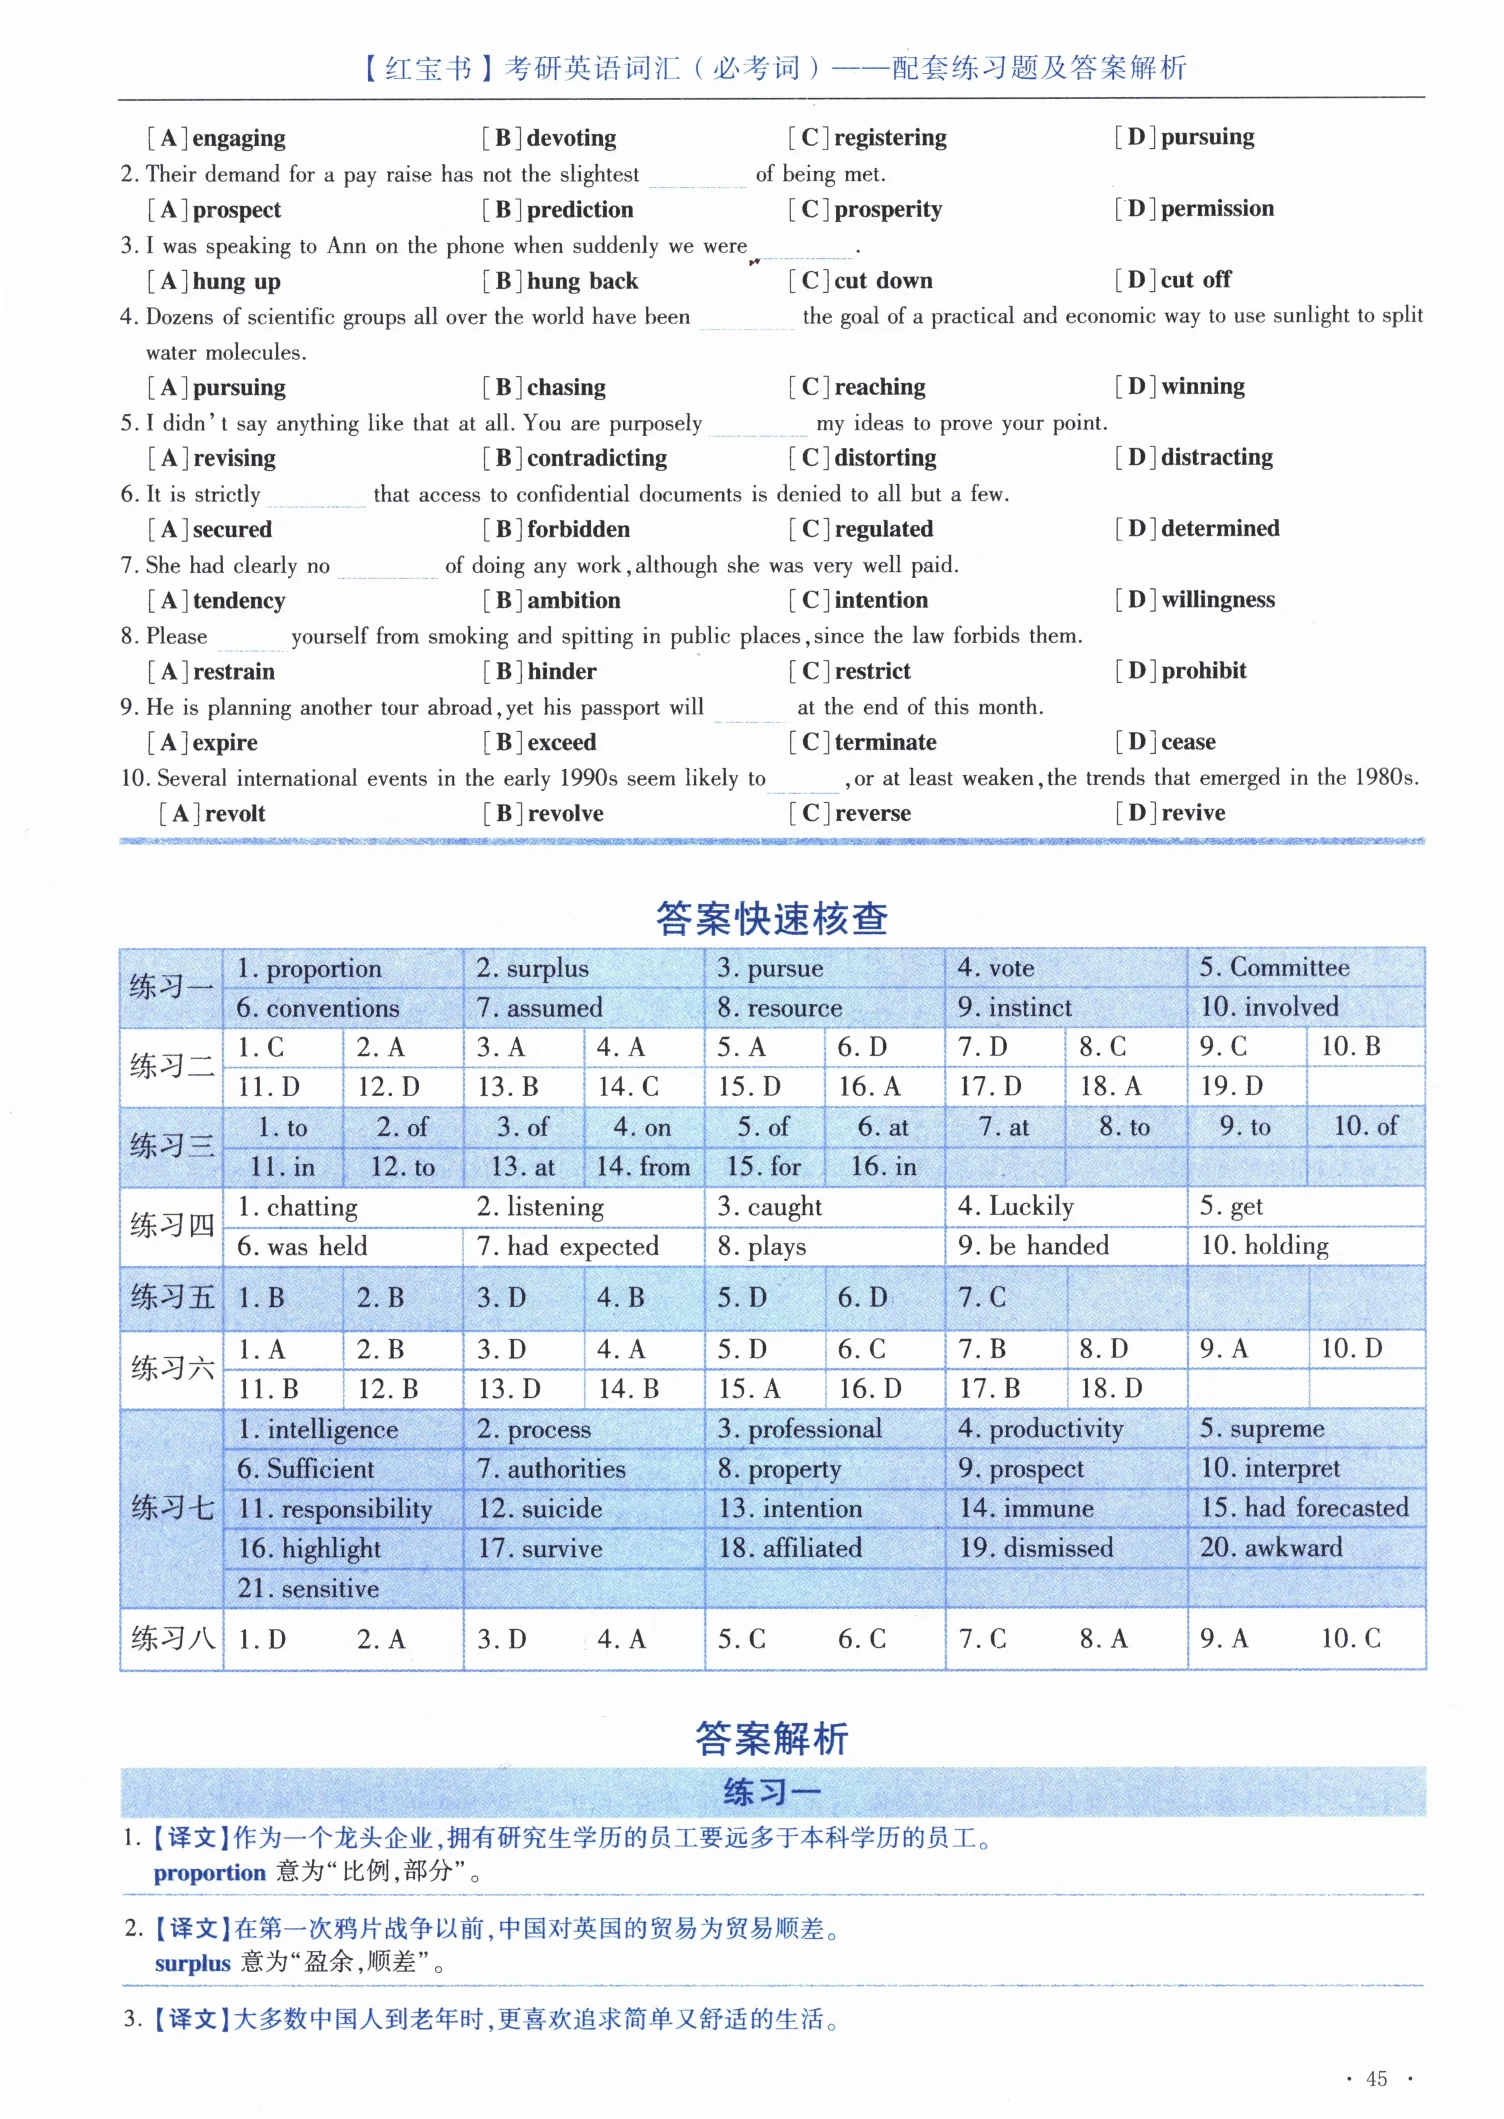 【红宝书】考研英语词汇（必考词）——配套练习题及答案解析
[A]engaging [B]devoting [C]registering [D]pursuing
2. Their demand for a pay raise has not the slightest ________ of being met.
[A]prospect [B]prediction [C]prosperity [D]permission
3. I was speaking to Ann on the phone when suddenly we were ________.
[A]hung up [B]hung back [C]cut down [D]cut off
4. Dozens of scientific groups all over the world have been ________ the goal of a practical and economic way to use sunlight to split
water molecules.
[A]pursuing [B]chasing [C]reaching [D]winning
5. I didn't say anything like that at all. You are purposely ________ my ideas to prove your point.
[A]revising [B]contradicting [C]distorting [D]distracting
6. It is strictly ________ that access to confidential documents is denied to all but a few.
[A]secured [B]forbidden [C]regulated [D]determined
7. She had clearly no ________ of doing any work, although she was very well paid.
[A]tendency [B]ambition [C]intention [D]willingness
8. Please ______ yourself from smoking and spitting in public places, since the law forbids them.
[A]restrain [B]hinder [C]restrict [D]prohibit
9. He is planning another tour abroad, yet his passport will ______ at the end of this month.
[A]expire [B]exceed [C]terminate [D]cease
10. Several international events in the early 1990s seem likely to ______, or at least weaken, the trends that emerged in the 1980s.
[A]revolt [B]revolve [C]reverse [D]revive
答案快速核查
练习一 1. proportion 2. surplus 3. pursue 4. vote 5. Committee
6. conventions 7. assumed 8. resource 9. instinct 10. involved
练习二 1. C 2. A 3. A 4. A 5. A 6. D 7. D 8. C 9. C 10. B
11. D 12. D 13. B 14. C 15. D 16. A 17. D 18. A 19. D
练习三 1. to 2. of 3. of 4. on 5. of 6. at 7. at 8. to 9. to 10. of
11. in 12. to 13. at 14. from 15. for 16. in
练习四 1. chatting 2. listening 3. caught 4. Luckily 5. get
6. was held 7. had expected 8. plays 9. be handed 10. holding
练习五 1. B 2. B 3. D 4. B 5. D 6. D 7. C
练习六 1. A 2. B 3. D 4. A 5. D 6. C 7. B 8. D 9. A 10. D
11. B 12. B 13. D 14. B 15. A 16. D 17. B 18. D
练习七 1. intelligence 2. process 3. professional 4. productivity 5. supreme
6. Sufficient 7. authorities 8. property 9. prospect 10. interpret
11. responsibility 12. suicide 13. intention 14. immune 15. had forecasted
16. highlight 17. survive 18. affiliated 19. dismissed 20. awkward
21. sensitive
练习八 1. D 2. A 3. D 4. A 5. C 6. C 7. C 8. A 9. A 10. C
答案解析
练习一
1.【译文】作为一个龙头企业,拥有研究生学历的员工要远多于本科学历的员工。
proportion 意为“比例,部分”。
2.【译文】在第一次鸦片战争以前,中国对英国的贸易为贸易顺差。
surplus 意为“盈余,顺差”。
3.【译文】大多数中国人到老年时,更喜欢追求简单又舒适的生活。
· 45 ·